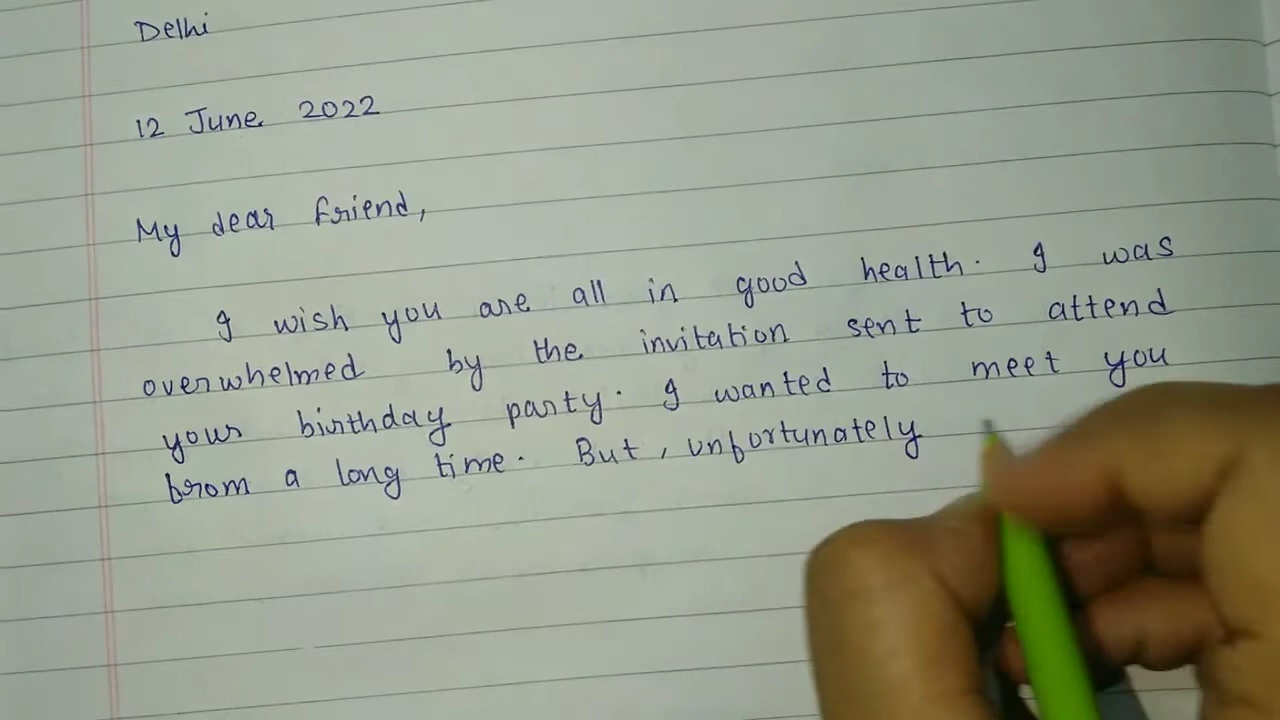 Delhi
12 June 2022
My dear friend,
I wish you are all in good health. I was
overwhelmed by the invitation sent to attend
your birthday party. I wanted to meet you
from a long time. But, unfortunately